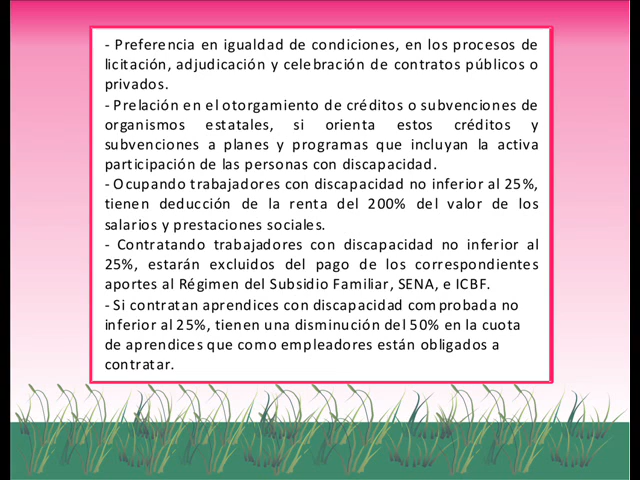 - Preferencia en igualdad de condiciones, en los procesos de
licitación, adjudicación y celebración de contratos públicos o
privados.
- Prelación en el otorgamiento de créditos o subvenciones de
organismos estatales, si orienta estos créditos y
subvenciones a planes y programas que incluyan la activa
participación de las personas con discapacidad.
- Ocupando trabajadores con discapacidad no inferior al 25%,
tienen deducción de la renta del 200% del valor de los
salarios y prestaciones sociales.
- Contratando trabajadores con discapacidad no inferior al
25%, estarán excluidos del pago de los correspondientes
aportes al Régimen del Subsidio Familiar, SENA, e ICBF.
- Si contratan aprendices con discapacidad comprobada no
inferior al 25%, tienen una disminución del 50% en la cuota
de aprendices que como empleadores están obligados a
contratar.